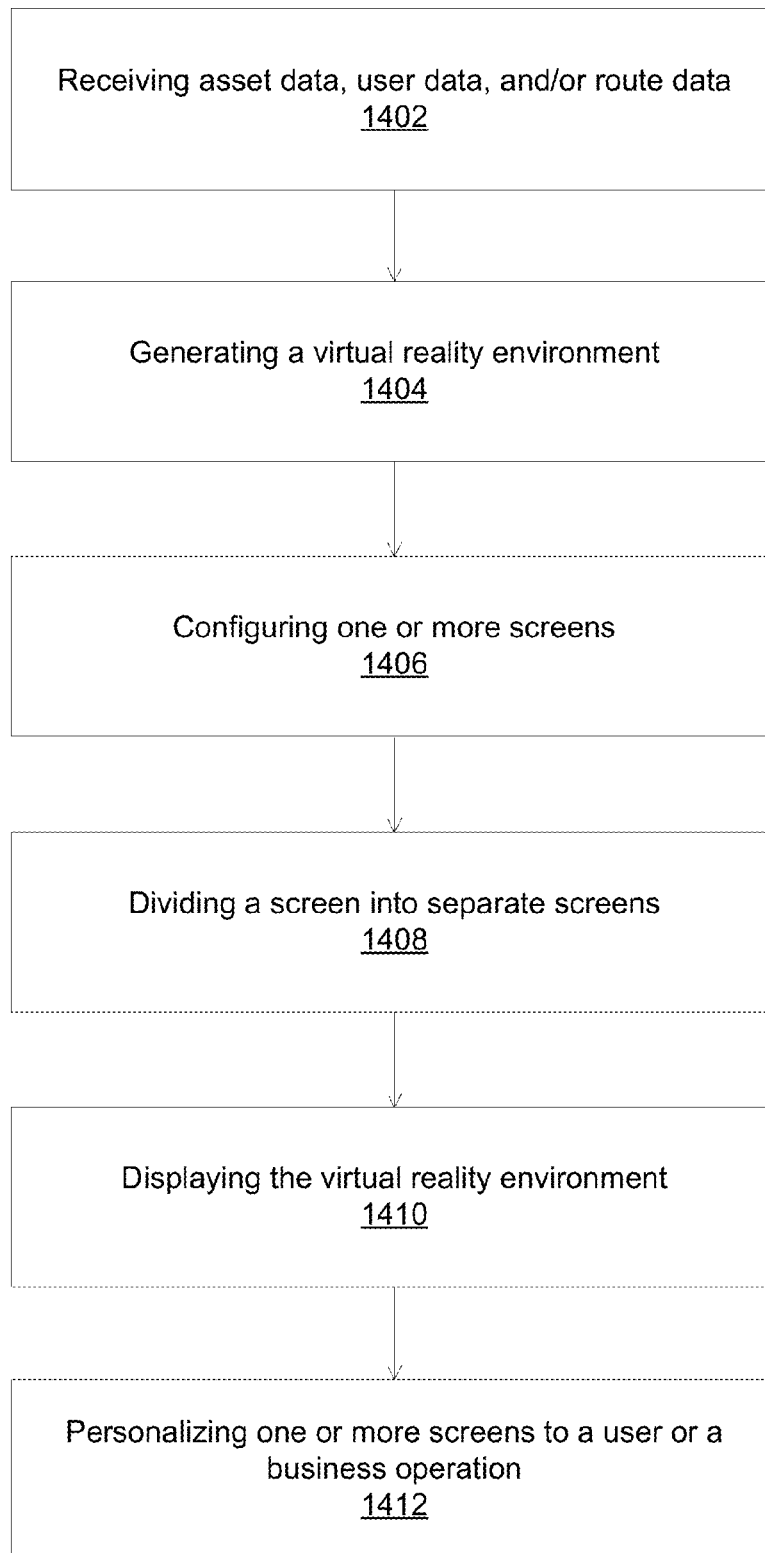 Receiving asset data, user data, and/or route data
1402
Generating a virtual reality environment
1404
Configuring one or more screens
1406
Dividing a screen into separate screens
1408
Displaying the virtual reality environment
1410
Personalizing one or more screens to a user or a
business operation
1412